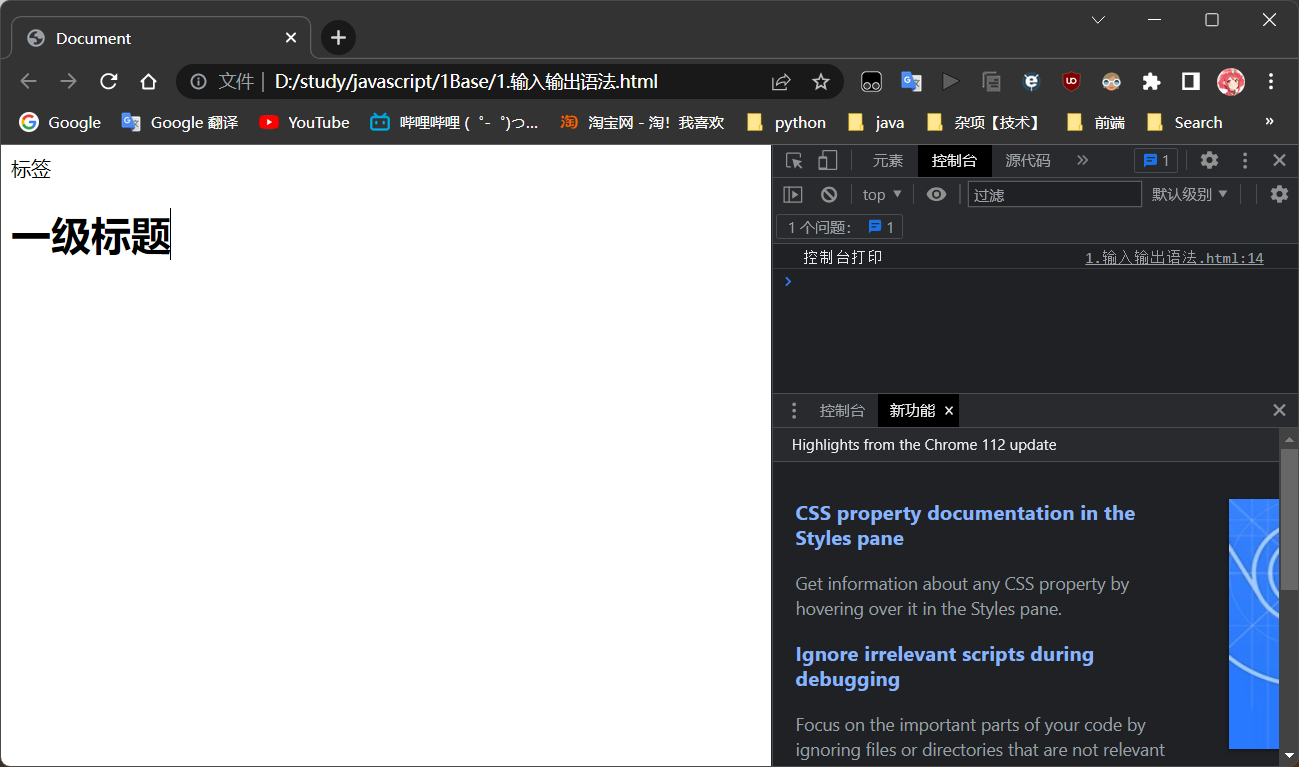 Document
文件 | D:/study/javascript/1Base/1.输入输出语法.html
Google Google 翻译 YouTube 哔哩哔哩 ( ゜- ゜)つ... 淘 淘宝网 - 淘！我喜欢 python java 杂项【技术】 前端 Search »
标签
一级标题
元素 控制台 源代码 » 1
top ▼ 过滤 默认级别 ▼
1 个问题： 1
控制台打印 1.输入输出语法.html:14
控制台 新功能
Highlights from the Chrome 112 update
CSS property documentation in the
Styles pane
Get information about any CSS property by
hovering over it in the Styles pane.
Ignore irrelevant scripts during
debugging
Focus on the important parts of your code by
ignoring files or directories that are not relevant